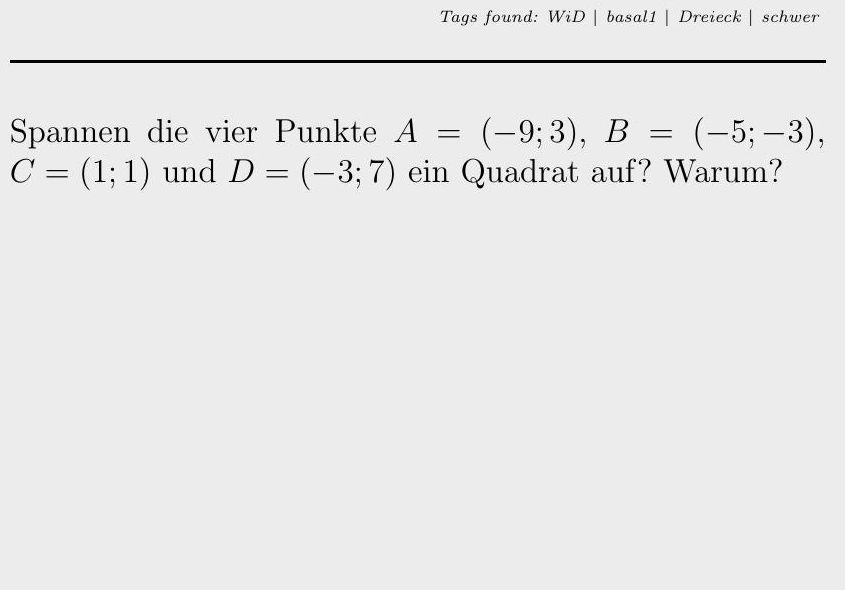 Tags found: WiD | basal1 | Dreieck | schwer
Spannen die vier Punkte A = (−9; 3), B = (−5; −3),
C = (1; 1) und D = (−3; 7) ein Quadrat auf? Warum?